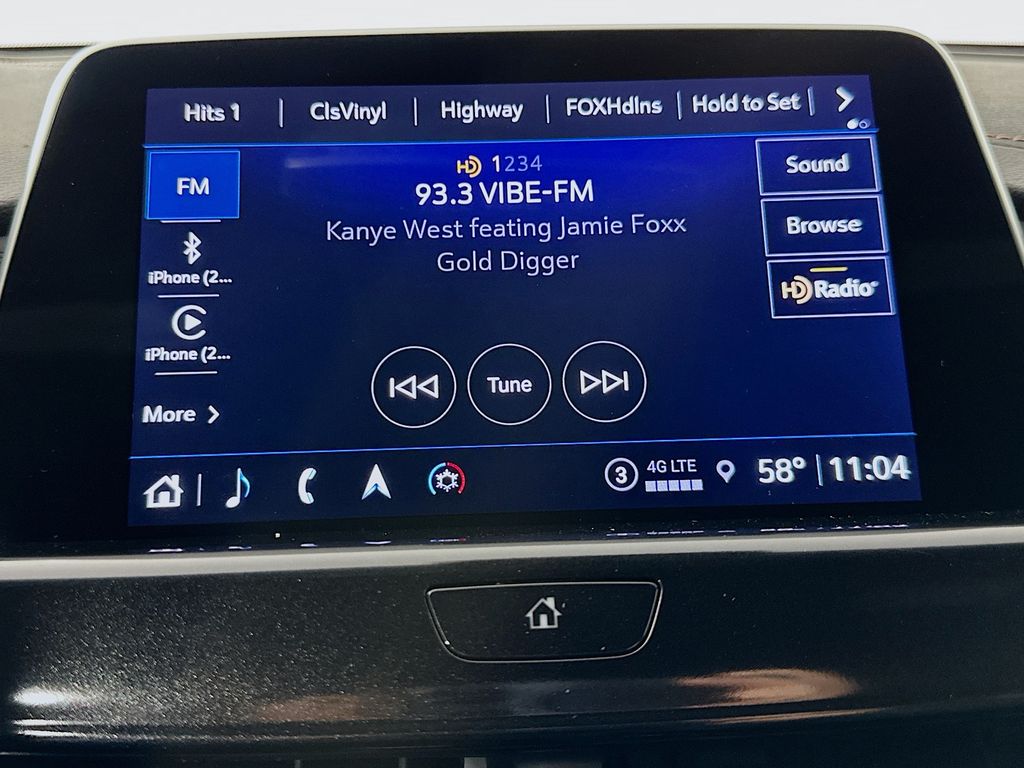 Hits 1 ClsVinyl Highway FOXHdlns Hold to Set
FM
HD 1234
93.3 VIBE-FM
Kanye West feating Jamie Foxx
Gold Digger
Sound
Browse
HD Radio
iPhone (2...
iPhone (2...
More
Tune
3 4G LTE 58° 11:04